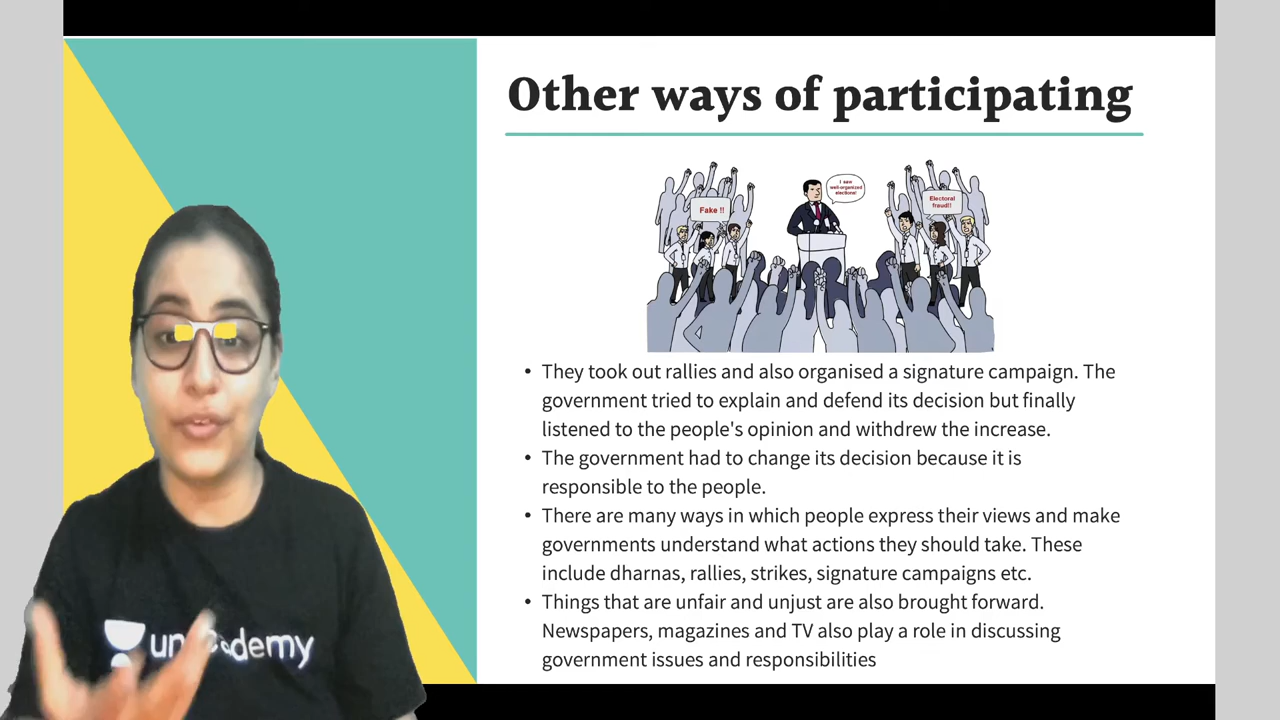 Other ways of participating
I saw
well-organized
elections!
Fake !!
Electoral
fraud!!
• They took out rallies and also organised a signature campaign. The
government tried to explain and defend its decision but finally
listened to the people's opinion and withdrew the increase.
• The government had to change its decision because it is
responsible to the people.
• There are many ways in which people express their views and make
governments understand what actions they should take. These
include dharnas, rallies, strikes, signature campaigns etc.
• Things that are unfair and unjust are also brought forward.
Newspapers, magazines and TV also play a role in discussing
government issues and responsibilities